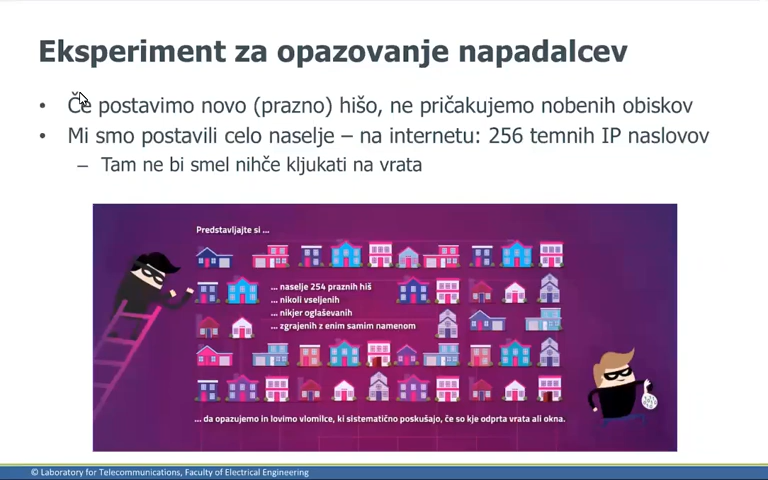 Eksperiment za opazovanje napadalcev
• Če postavimo novo (prazno) hišo, ne pričakujemo nobenih obiskov
• Mi smo postavili celo naselje – na internetu: 256 temnih IP naslovov
– Tam ne bi smel nihče kljukati na vrata
Predstavljajte si ...
... naselje 254 praznih hiš
... nikoli vseljenih
... nikjer oglaševanih
... zgrajenih z enim samim namenom
... da opazujemo in lovimo vlomilce, ki sistematično poskušajo, če so kje odprta vrata ali okna.
© Laboratory for Telecommunications, Faculty of Electrical Engineering